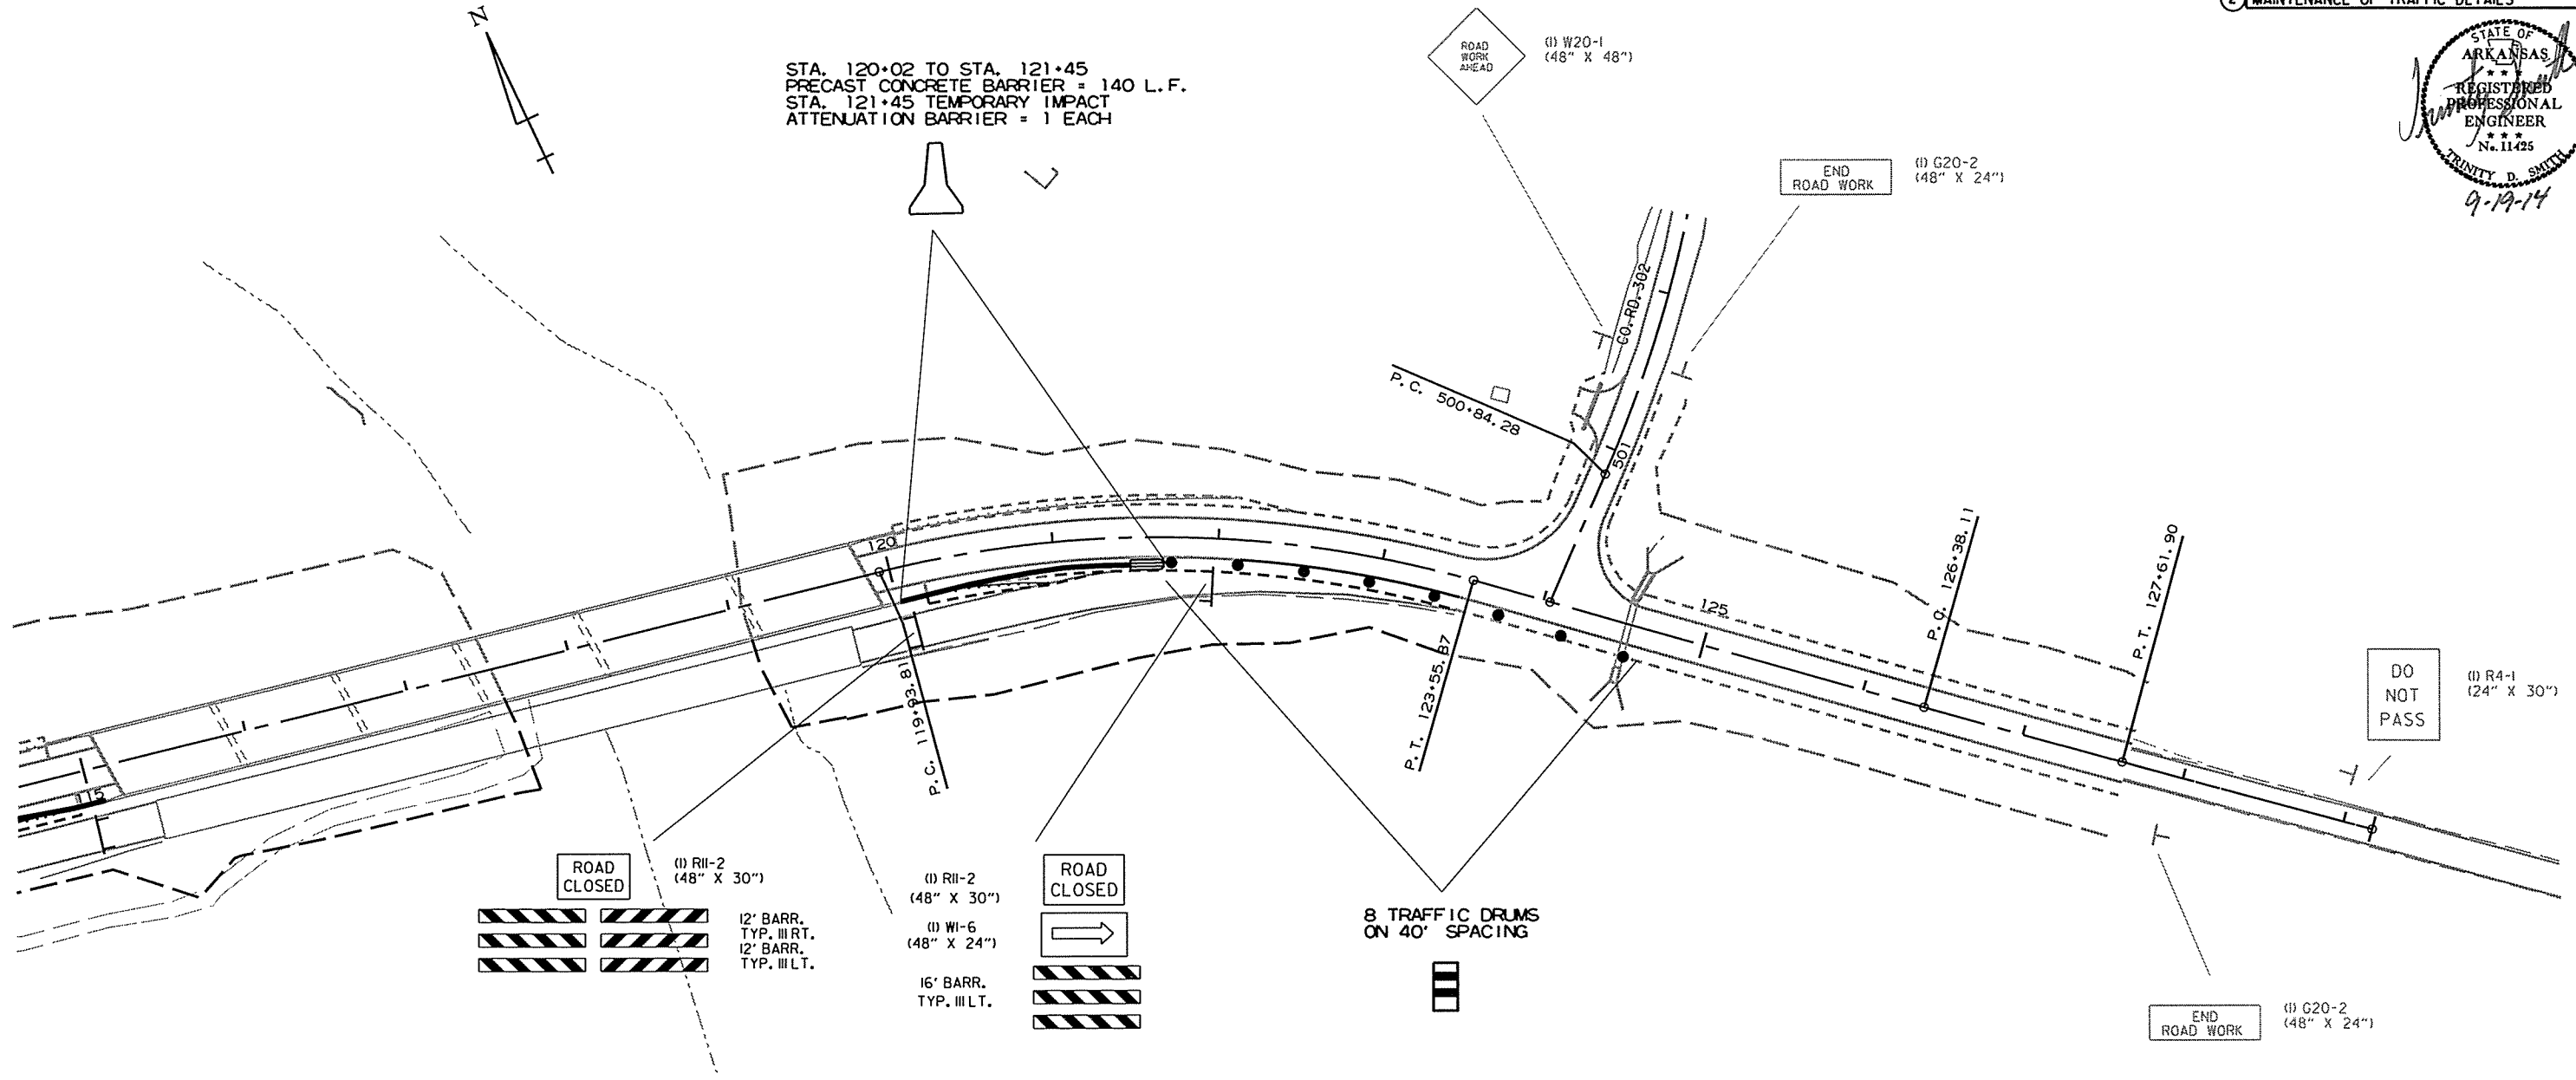 2 MAINTENANCE OF TRAFFIC DETAILS
STATE OF
ARKANSAS
★ ★ ★
REGISTERED
PROFESSIONAL
ENGINEER
★ ★ ★
No. 11425
TRINITY D. SMITH
9-19-14
N
STA. 120+02 TO STA. 121+45
PRECAST CONCRETE BARRIER = 140 L.F.
STA. 121+45 TEMPORARY IMPACT
ATTENUATION BARRIER = 1 EACH
ROAD
WORK
AHEAD
(1) W20-1
(48" X 48")
END
ROAD WORK
(1) G20-2
(48" X 24")
CO. RD. 302
P.C. 500+84.28
501
120
115
125
P.C. 119+93.81
P.T. 123+55.87
P.C. 126+38.11
P.T. 127+61.90
DO
NOT
PASS
(1) R4-1
(24" X 30")
ROAD
CLOSED
(1) R11-2
(48" X 30")
12' BARR.
TYP. III RT.
12' BARR.
TYP. III LT.
(1) R11-2
(48" X 30")
ROAD
CLOSED
(1) W1-6
(48" X 24")
16' BARR.
TYP. III LT.
8 TRAFFIC DRUMS
ON 40' SPACING
END
ROAD WORK
(1) G20-2
(48" X 24")